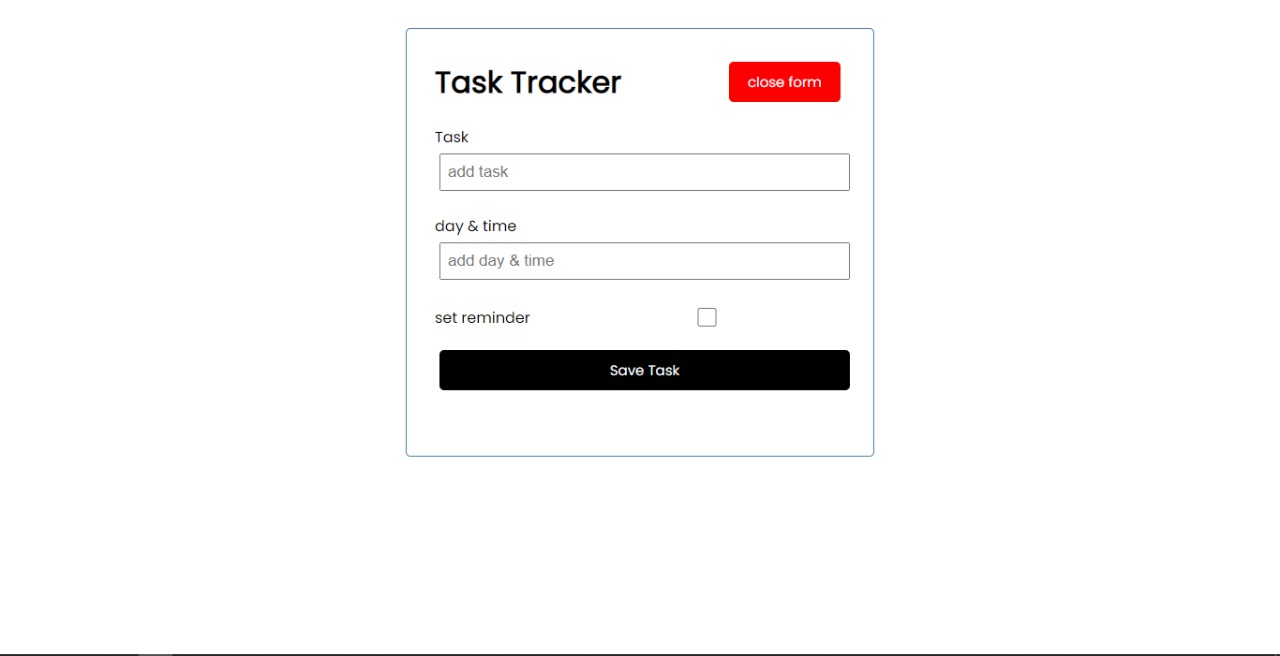 Task Tracker
close form
Task
add task
day & time
add day & time
set reminder
Save Task